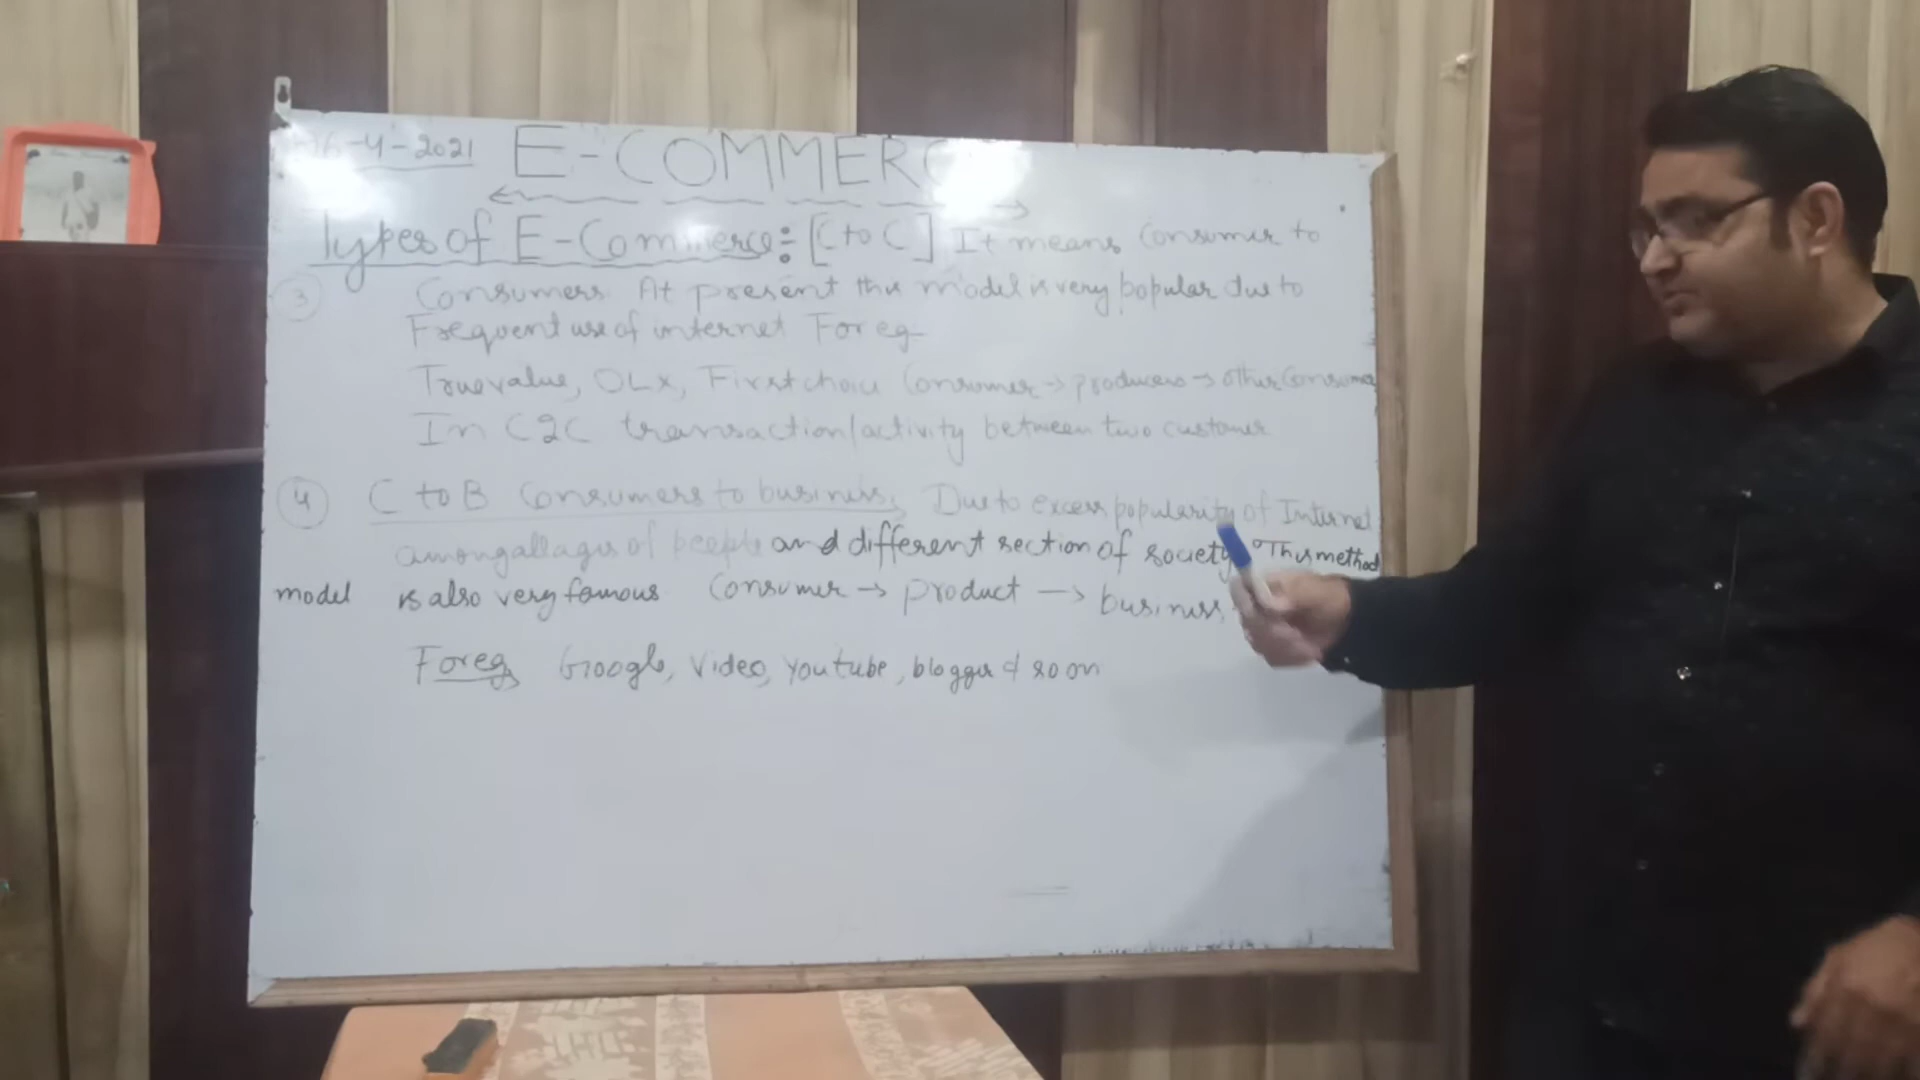 16-4-2021 E-COMMERC
Types of E-Commerce:- [C to C] It means Consumer to
3 Consumers. At present this model is very popular due to
Frequent use of internet For eg-
Truevalue, OLX, First choice Consumer → producers → other Consumer
In C2C transaction/activity between two customer
4 C to B Consumers to business, Due to excess popularity of Internet
among all ages of people and different section of society. This method
model is also very famous Consumer → product → business.
For eg, Google, Video, Youtube, blogger & so on